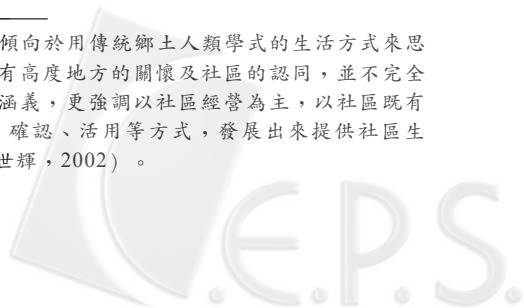 傾向於用傳統鄉土人類學式的生活方式來思
有高度地方的關懷及社區的認同，並不完全
涵義，更強調以社區經營為主，以社區既有
確認、活用等方式，發展出來提供社區生
世輝，2002）。
C.E.P.S.